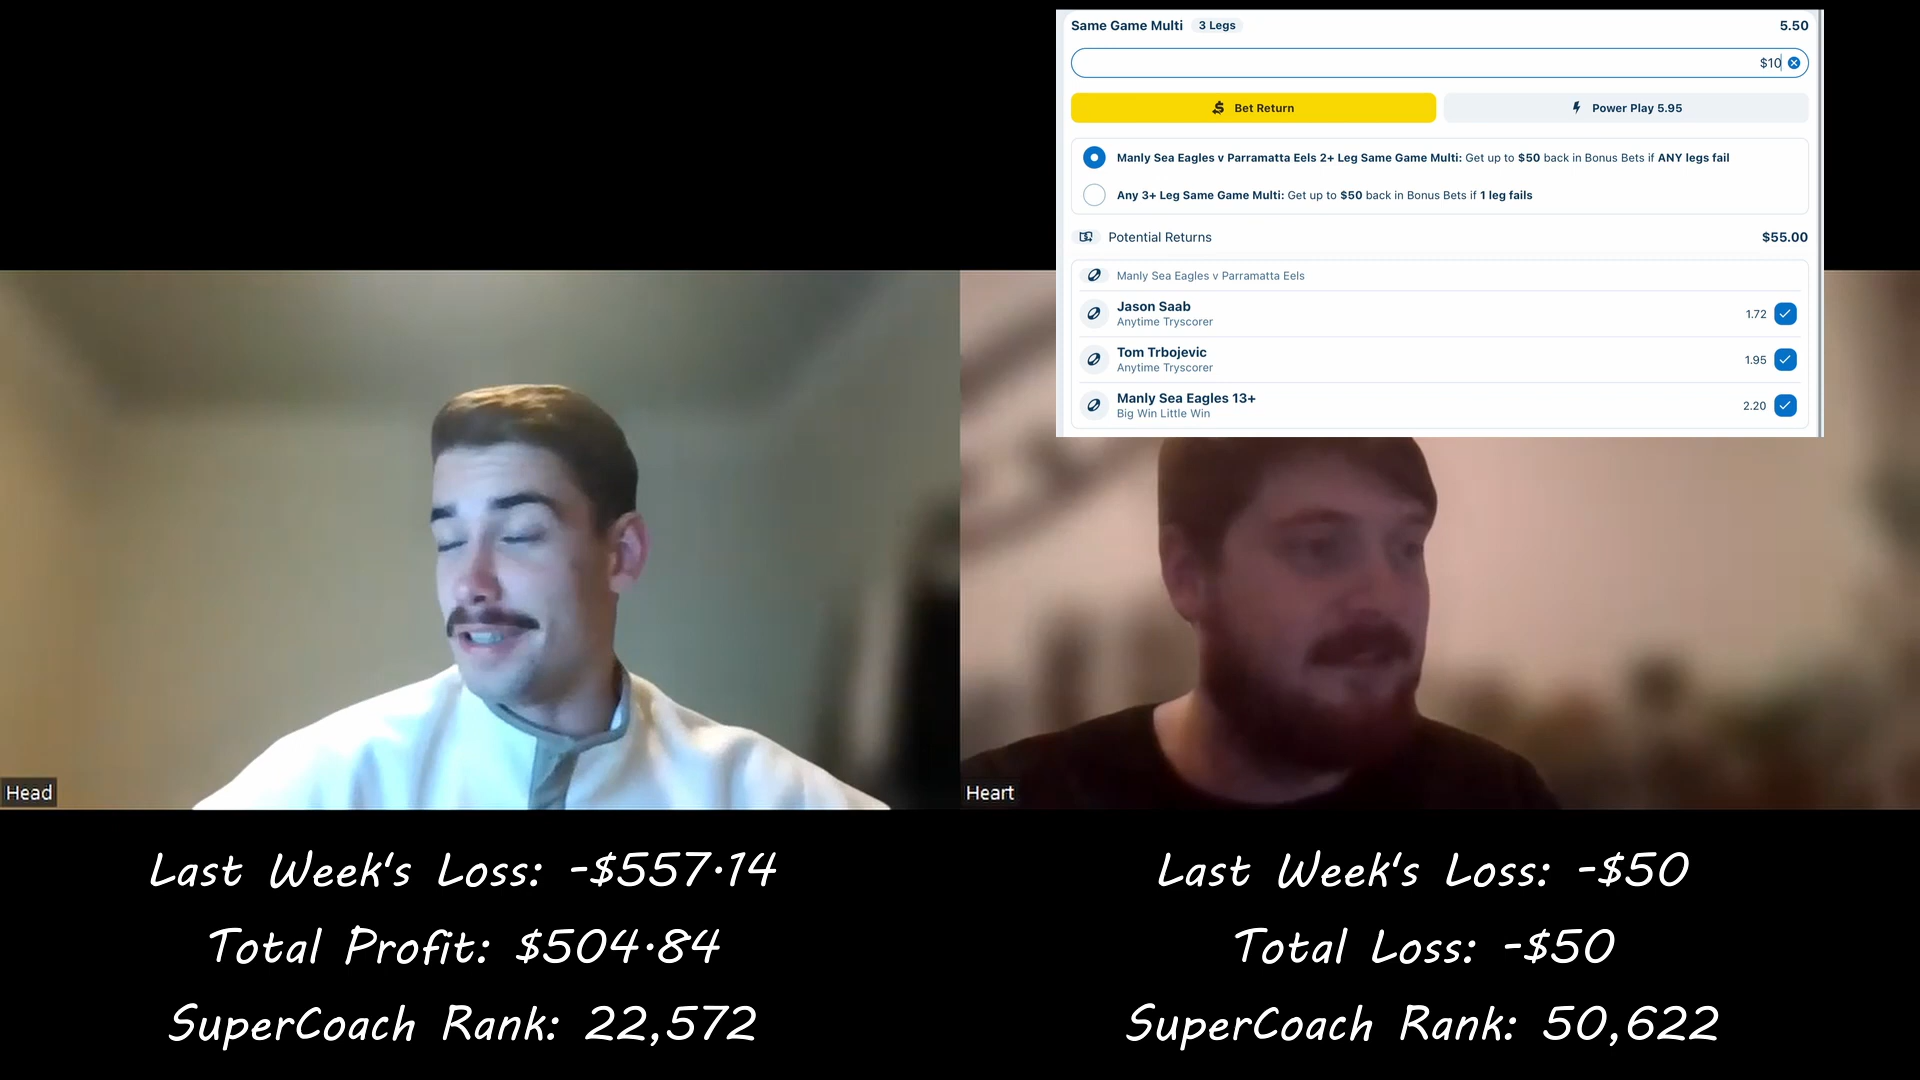 Same Game Multi 3 Legs 5.50
$10
Bet Return Power Play 5.95
Manly Sea Eagles v Parramatta Eels 2+ Leg Same Game Multi: Get up to $50 back in Bonus Bets if ANY legs fail
Any 3+ Leg Same Game Multi: Get up to $50 back in Bonus Bets if 1 leg fails
Potential Returns $55.00
Manly Sea Eagles v Parramatta Eels
Jason Saab
Anytime Tryscorer
1.72
Tom Trbojevic
Anytime Tryscorer
1.95
Manly Sea Eagles 13+
Big Win Little Win
2.20
Head
Heart
Last Week's Loss: -$557.14
Total Profit: $504.84
SuperCoach Rank: 22,572
Last Week's Loss: -$50
Total Loss: -$50
SuperCoach Rank: 50,622